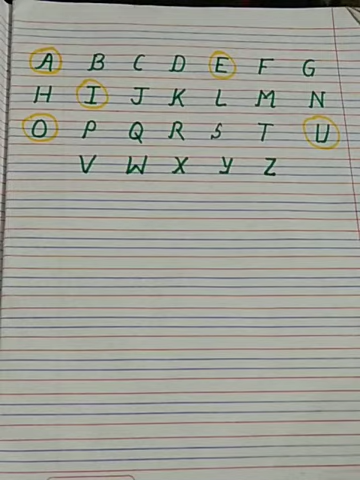 A B C D E F G
H I J K L M N
O P Q R S T U
V W X Y Z